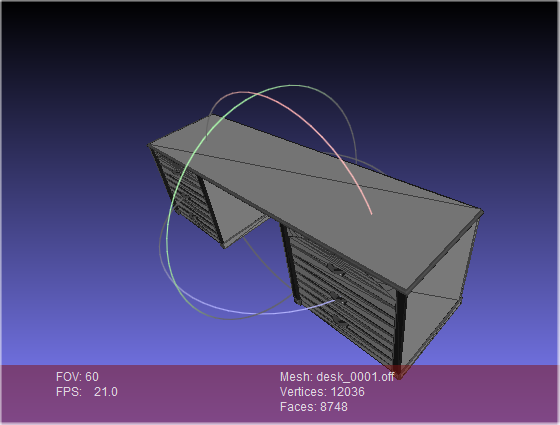 FOV: 60
FPS: 21.0
Mesh: desk_0001.off
Vertices: 12036
Faces: 8748